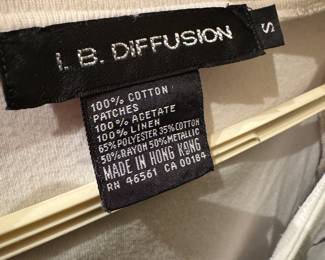 I. B. DIFFUSION
S
100% COTTON
PATCHES
100% ACETATE
100% LINEN
65% POLYESTER 35% COTTON
50% RAYON 50% METALLIC
MADE IN HONG KONG
RN 46561 CA 00184